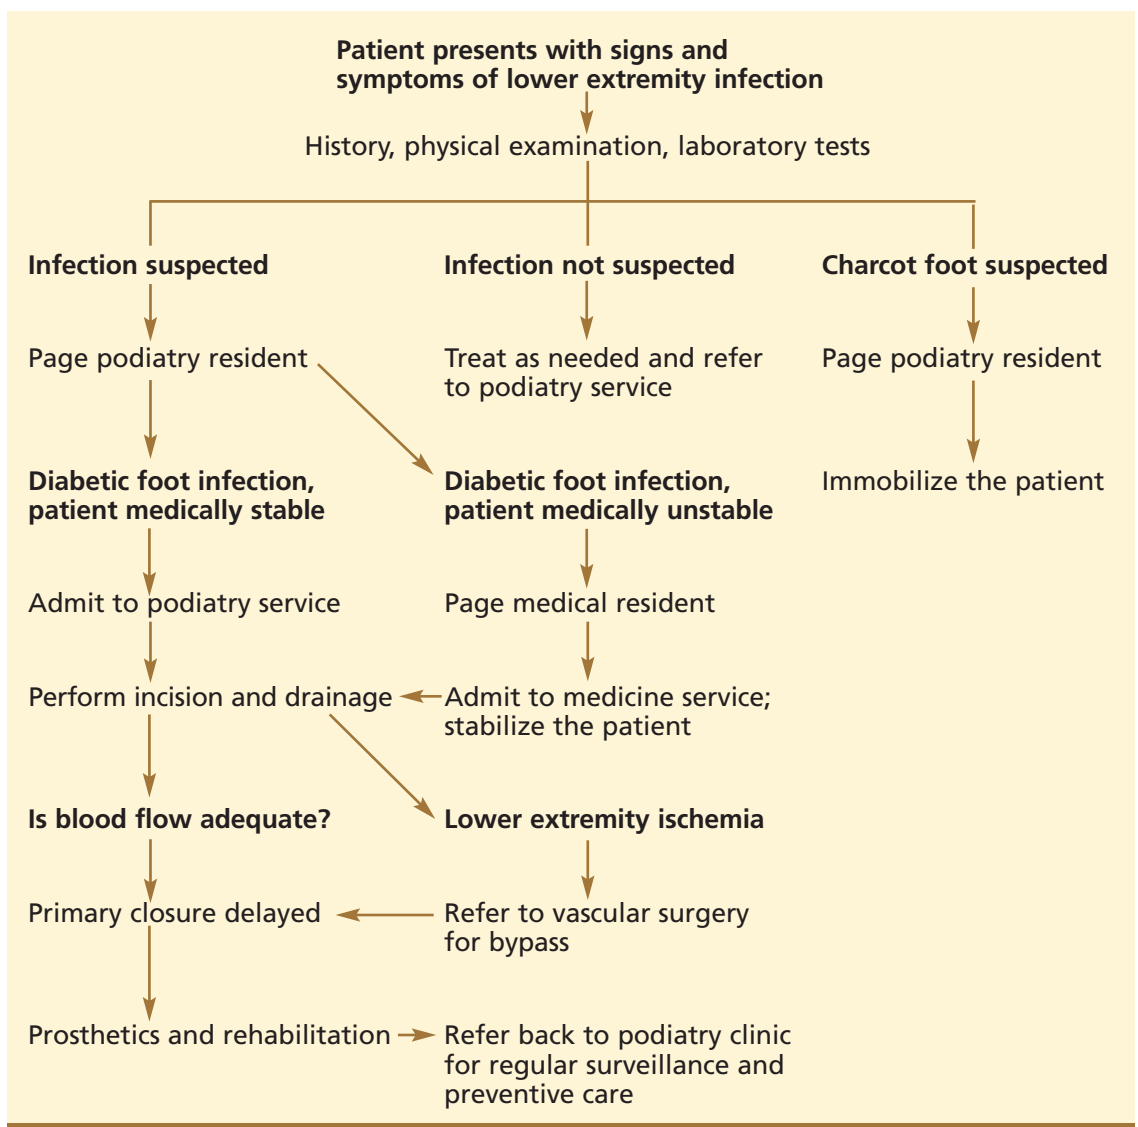 Patient presents with signs and
symptoms of lower extremity infection
History, physical examination, laboratory tests
Infection suspected
Infection not suspected
Charcot foot suspected
Page podiatry resident
Treat as needed and refer
to podiatry service
Page podiatry resident
Diabetic foot infection,
patient medically stable
Diabetic foot infection,
patient medically unstable
Immobilize the patient
Admit to podiatry service
Page medical resident
Perform incision and drainage
Admit to medicine service;
stabilize the patient
Is blood flow adequate?
Lower extremity ischemia
Primary closure delayed
Refer to vascular surgery
for bypass
Prosthetics and rehabilitation
Refer back to podiatry clinic
for regular surveillance and
preventive care